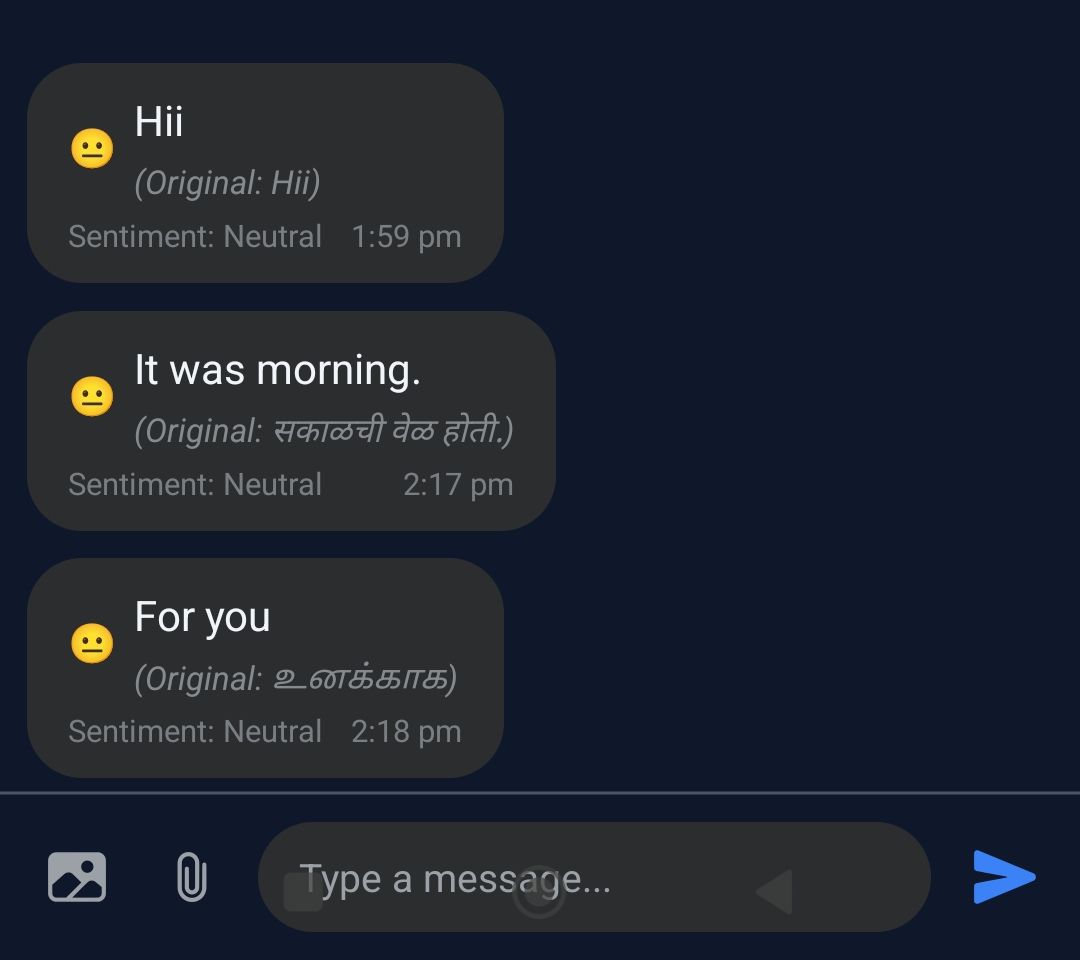 Hii
(Original: Hii)
Sentiment: Neutral 1:59 pm
It was morning.
(Original: सकाळची वेळ होती.)
Sentiment: Neutral 2:17 pm
For you
(Original: உனக்காக)
Sentiment: Neutral 2:18 pm
Type a message...